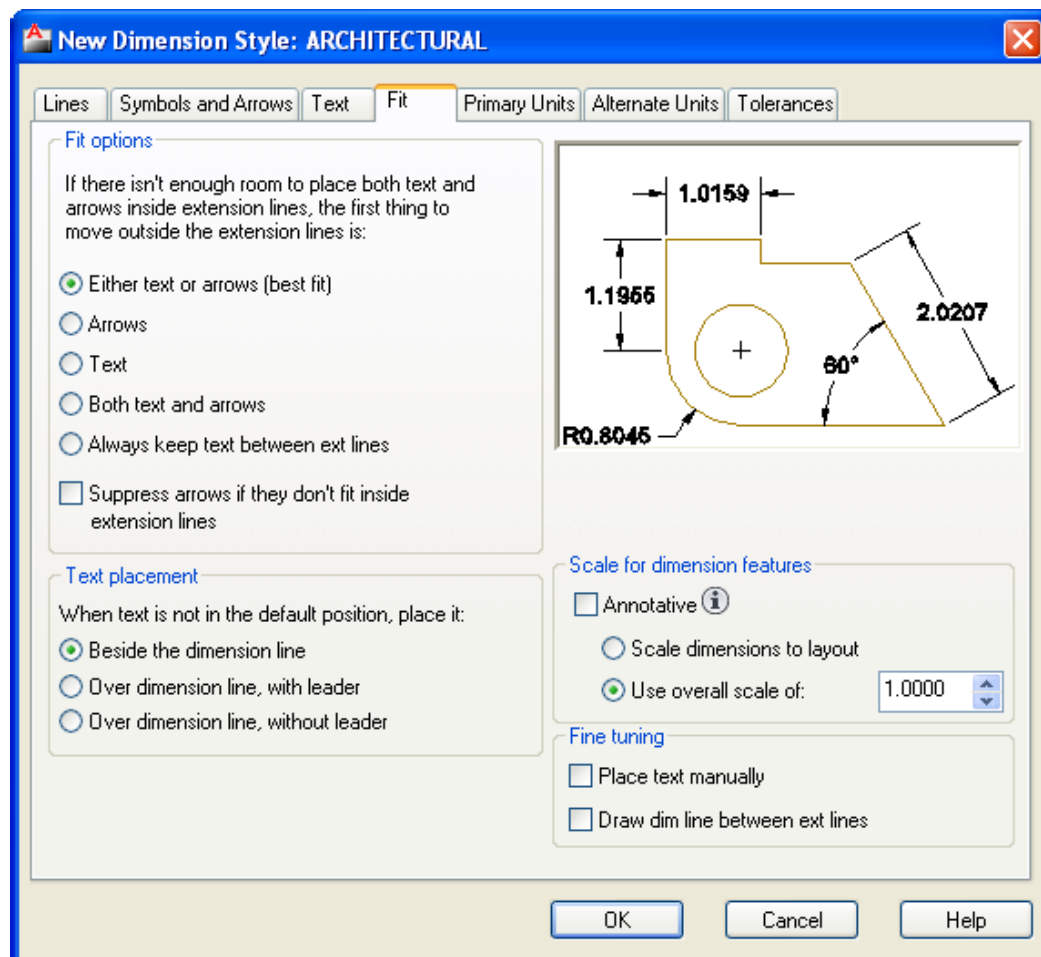 New Dimension Style: ARCHITECTURAL
Lines
Symbols and Arrows
Text
Fit
Primary Units
Alternate Units
Tolerances
Fit options
If there isn't enough room to place both text and
arrows inside extension lines, the first thing to
move outside the extension lines is:
Either text or arrows (best fit)
Arrows
Text
Both text and arrows
Always keep text between ext lines
Suppress arrows if they don't fit inside
extension lines
Text placement
When text is not in the default position, place it:
Beside the dimension line
Over dimension line, with leader
Over dimension line, without leader
1.0159
1.1955
2.0207
60°
R0.8045
Scale for dimension features
Annotative
Scale dimensions to layout
Use overall scale of:
1.0000
Fine tuning
Place text manually
Draw dim line between ext lines
OK
Cancel
Help